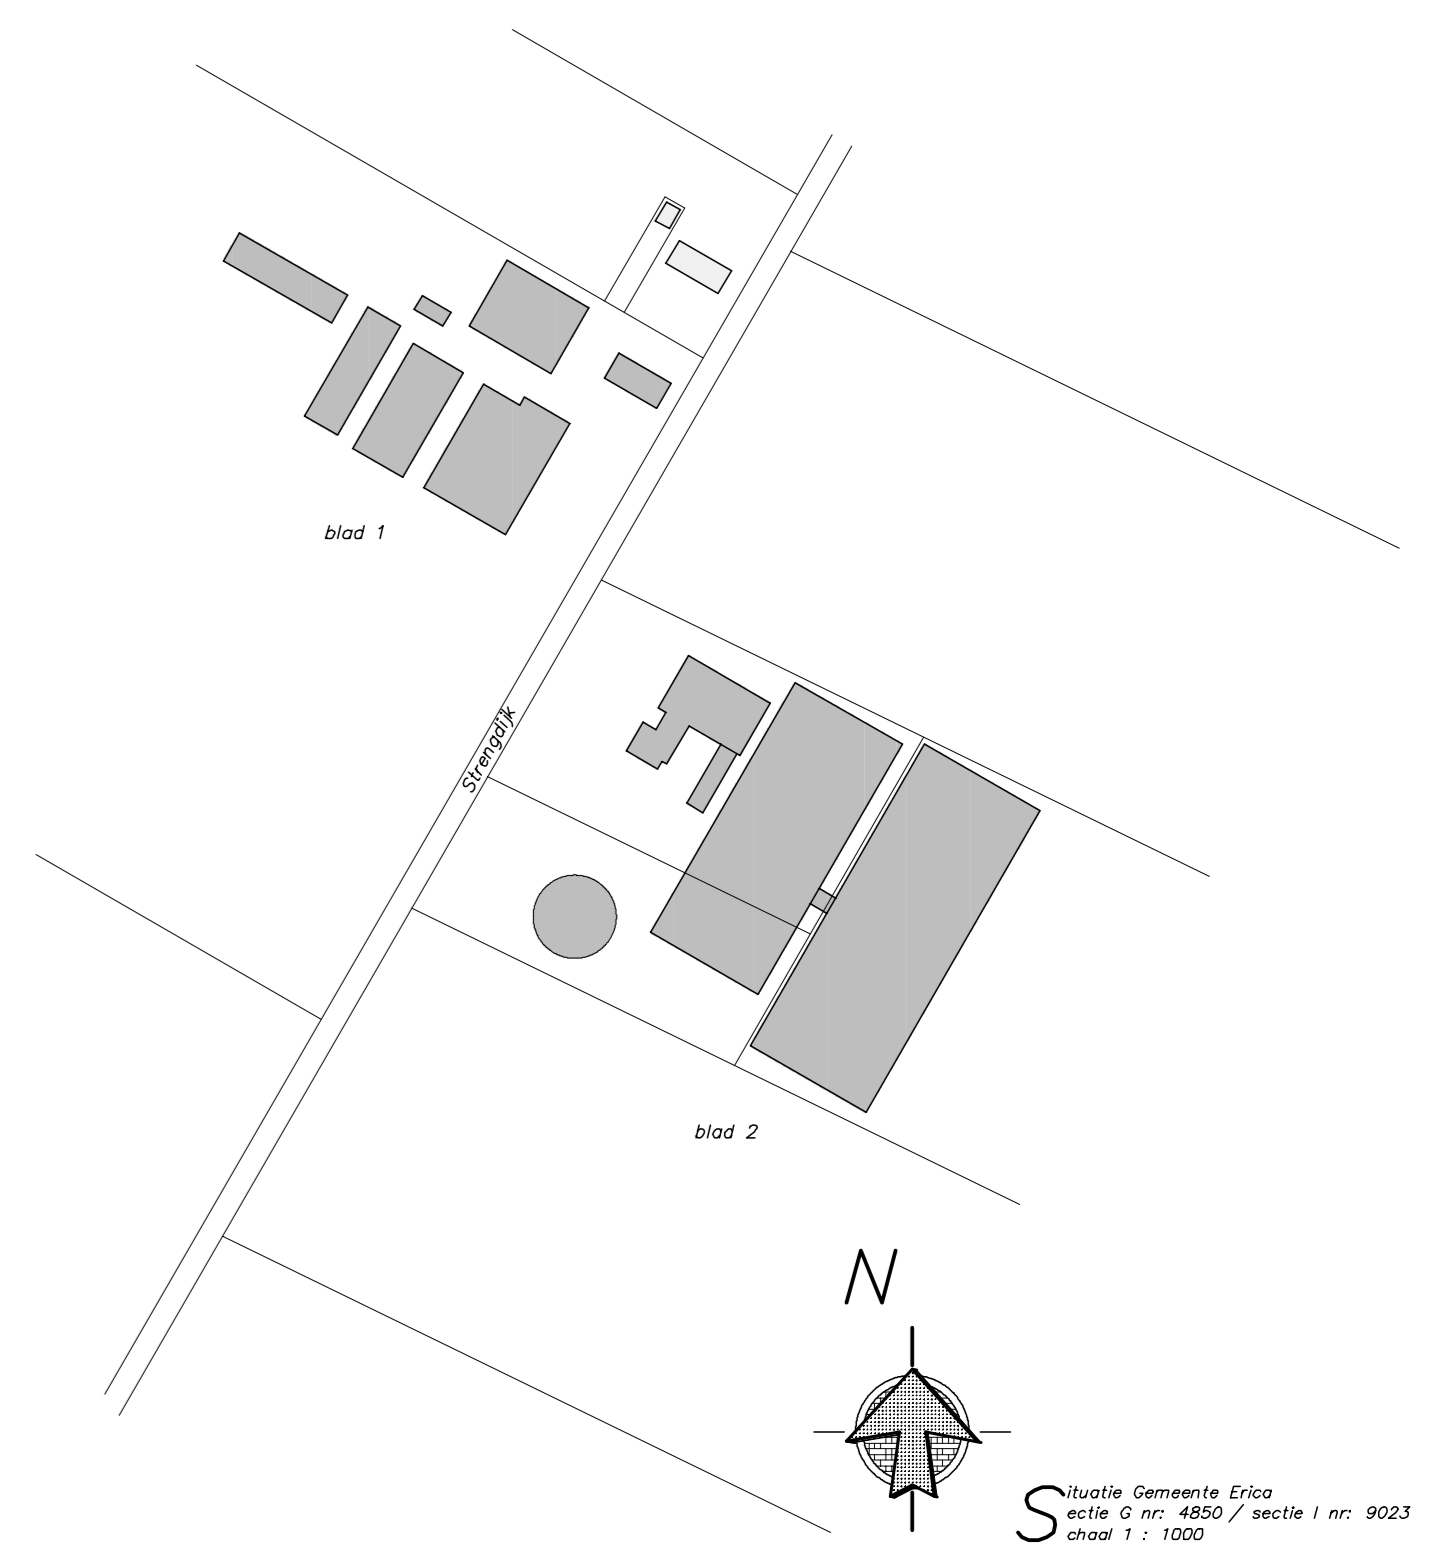 blad 1
Strengdijk
blad 2
N
Situatie Gemeente Erica
Sectie G nr: 4850 / sectie I nr: 9023
Schaal 1 : 1000